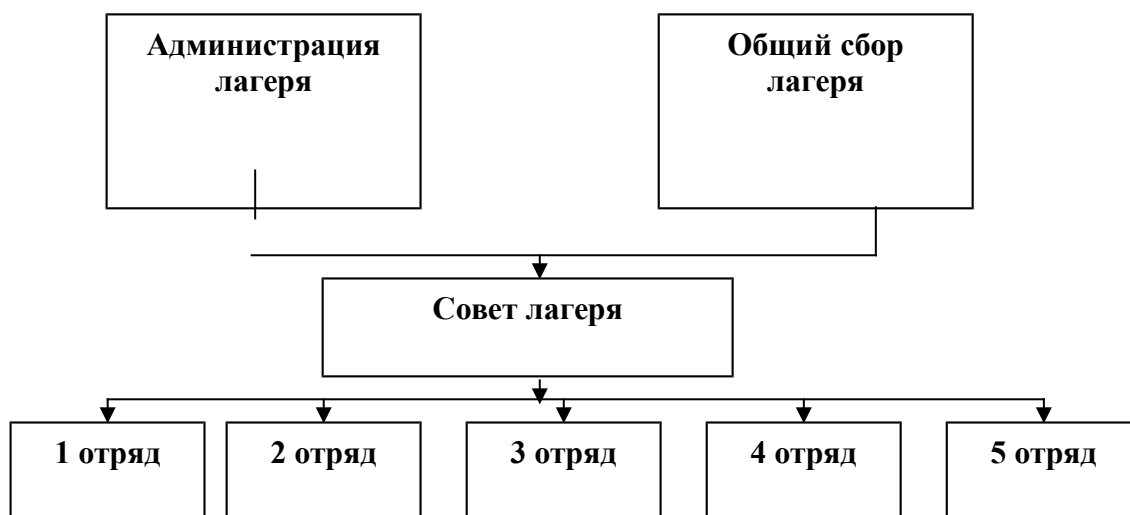 Администрация
лагеря
Общий сбор
лагеря
Совет лагеря
1 отряд
2 отряд
3 отряд
4 отряд
5 отряд